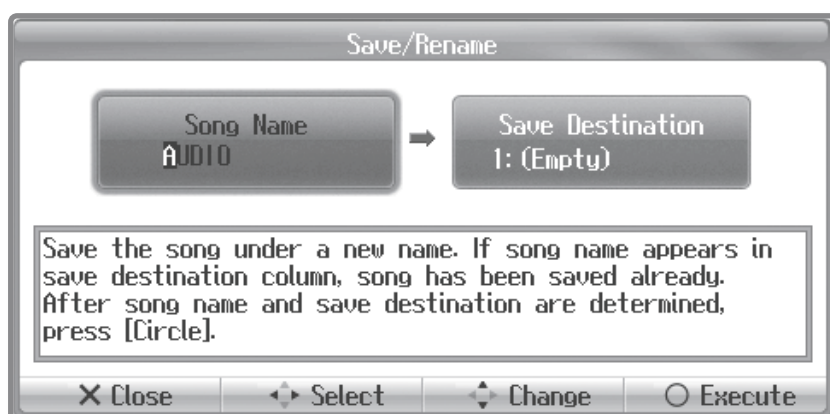 Save/Rename
Song Name
AUDIO
Save Destination
1: (Empty)
Save the song under a new name. If song name appears in
save destination column, song has been saved already.
After song name and save destination are determined,
press [Circle].
Close
Select
Change
Execute